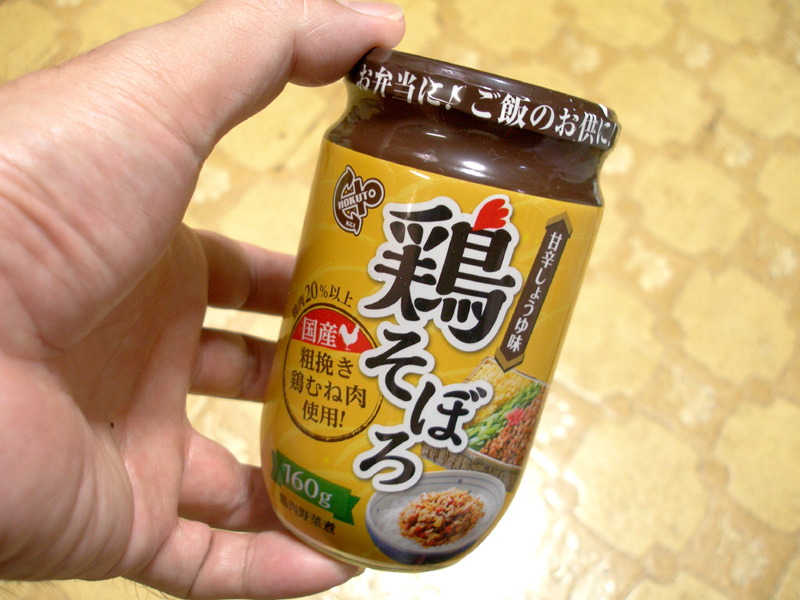 お弁当に! ご飯のお供に!
HOKUTO
鶏そぼろ
甘辛しょうゆ味
鶏肉20%以上
国産
粗挽き
鶏むね肉
使用!
160g
鶏肉野菜煮